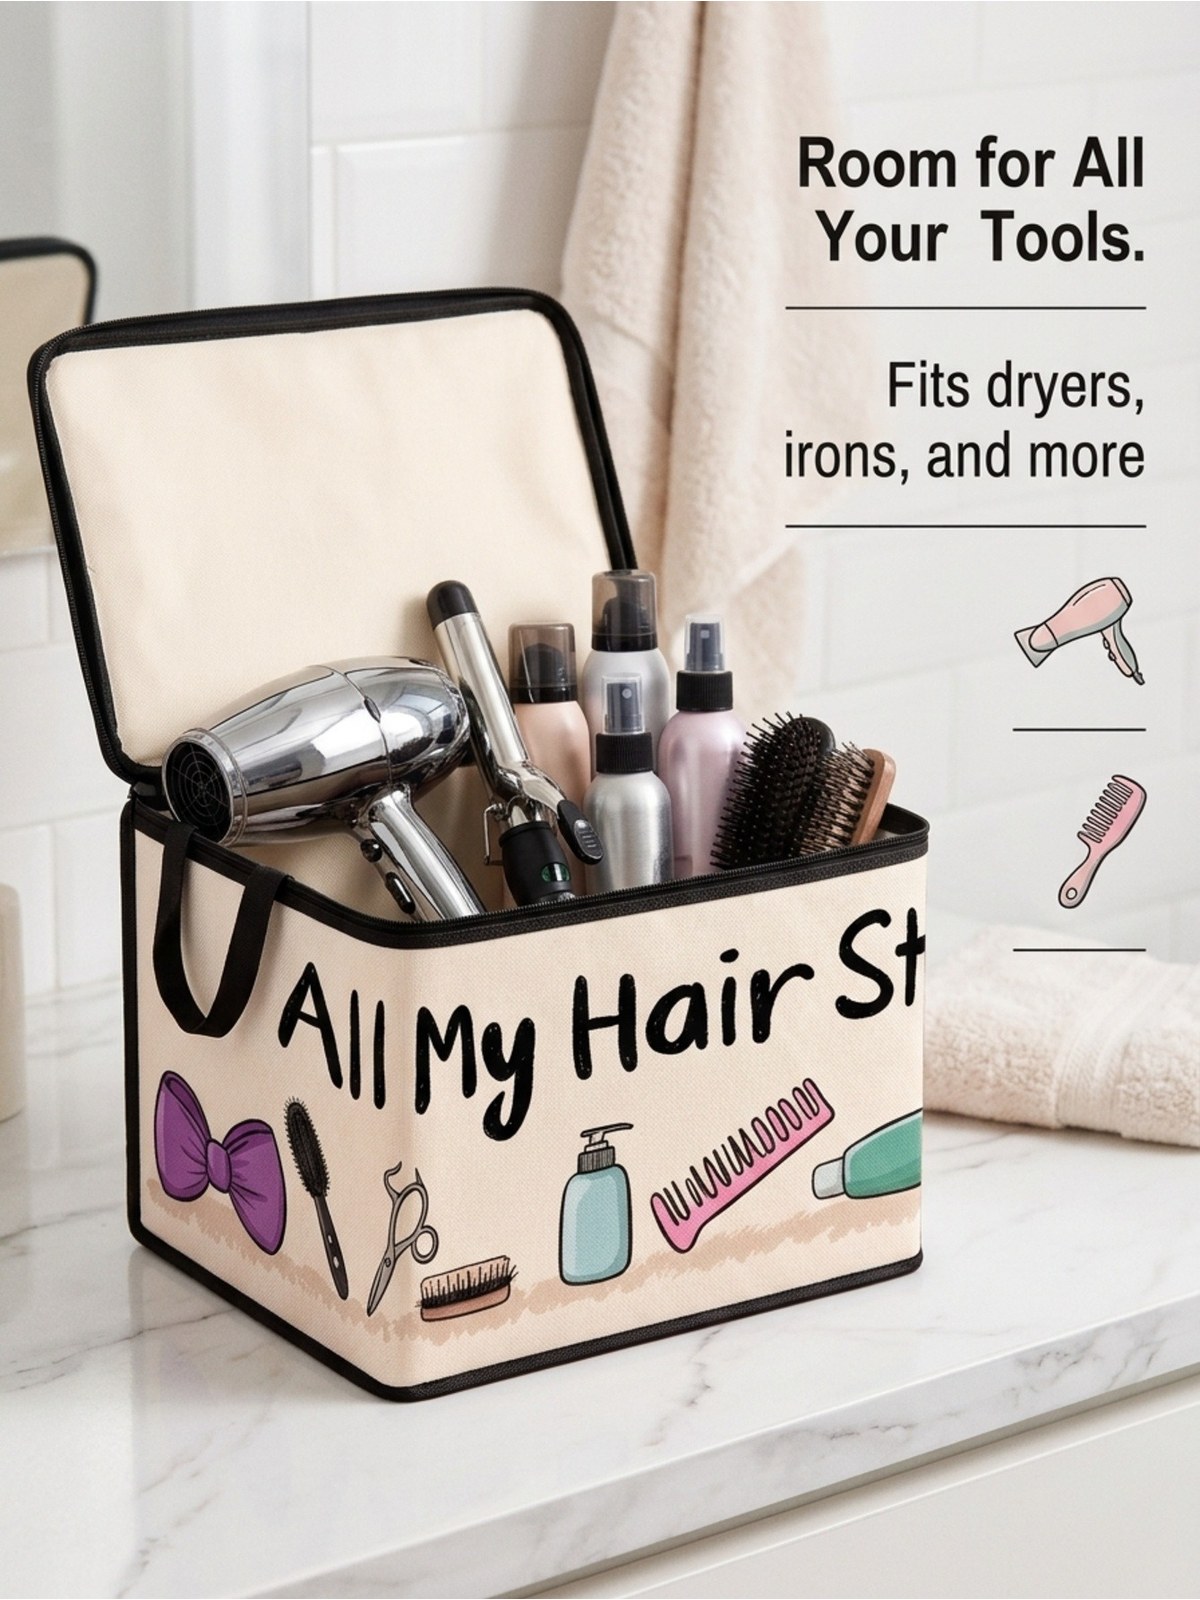 Room for All
Your Tools.
Fits dryers,
irons, and more
All My Hair St